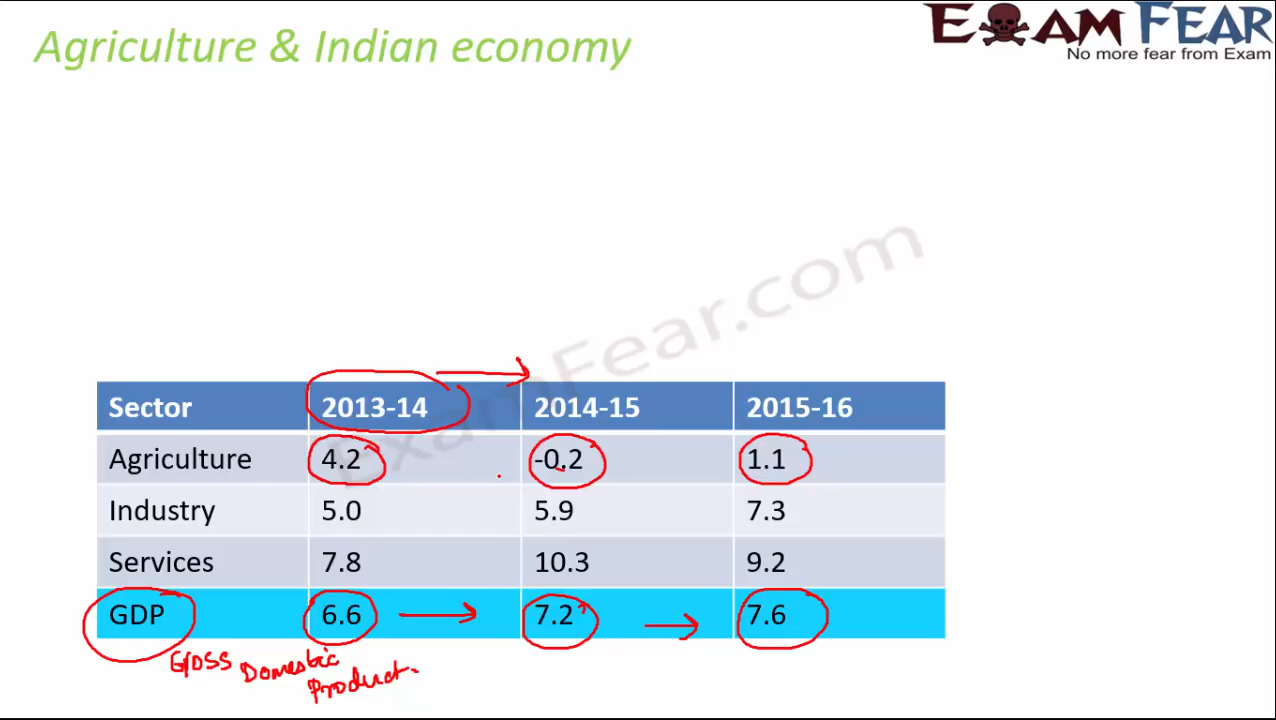 Agriculture & Indian economy
EXAM FEAR
No more fear from Exam
ExamFear.com
Sector 2013-14 2014-15 2015-16
Agriculture 4.2 -0.2 1.1
Industry 5.0 5.9 7.3
Services 7.8 10.3 9.2
GDP 6.6 7.2 7.6
Gross Domestic
Product